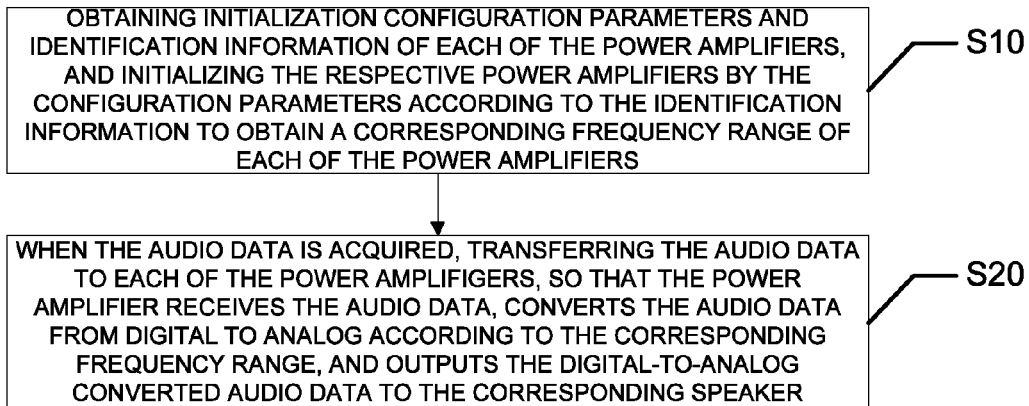 OBTAINING INITIALIZATION CONFIGURATION PARAMETERS AND
IDENTIFICATION INFORMATION OF EACH OF THE POWER AMPLIFIERS,
AND INITIALIZING THE RESPECTIVE POWER AMPLIFIERS BY THE
CONFIGURATION PARAMETERS ACCORDING TO THE IDENTIFICATION
INFORMATION TO OBTAIN A CORRESPONDING FREQUENCY RANGE OF
EACH OF THE POWER AMPLIFIERS
S10
WHEN THE AUDIO DATA IS ACQUIRED, TRANSFERRING THE AUDIO DATA
TO EACH OF THE POWER AMPLIFIGERS, SO THAT THE POWER
AMPLIFIER RECEIVES THE AUDIO DATA, CONVERTS THE AUDIO DATA
FROM DIGITAL TO ANALOG ACCORDING TO THE CORRESPONDING
FREQUENCY RANGE, AND OUTPUTS THE DIGITAL-TO-ANALOG
CONVERTED AUDIO DATA TO THE CORRESPONDING SPEAKER
S20